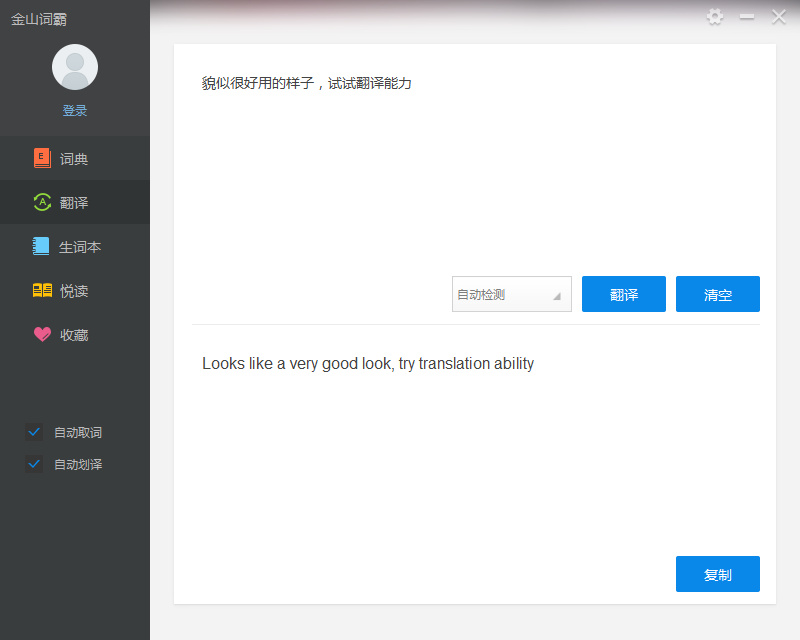 金山词霸
登录
词典
翻译
生词本
悦读
收藏
自动取词
自动划译
貌似很好用的样子，试试翻译能力
自动检测
翻译
清空
Looks like a very good look, try translation ability
复制